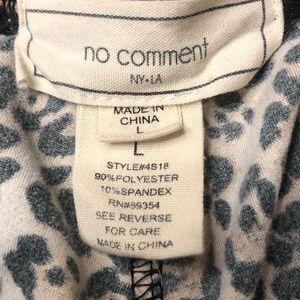 no comment
NY•LA
MADE IN
CHINA
L
L
STYLE#4S18
90%POLYESTER
10%SPANDEX
RN#89354
SEE REVERSE
FOR CARE
MADE IN CHINA